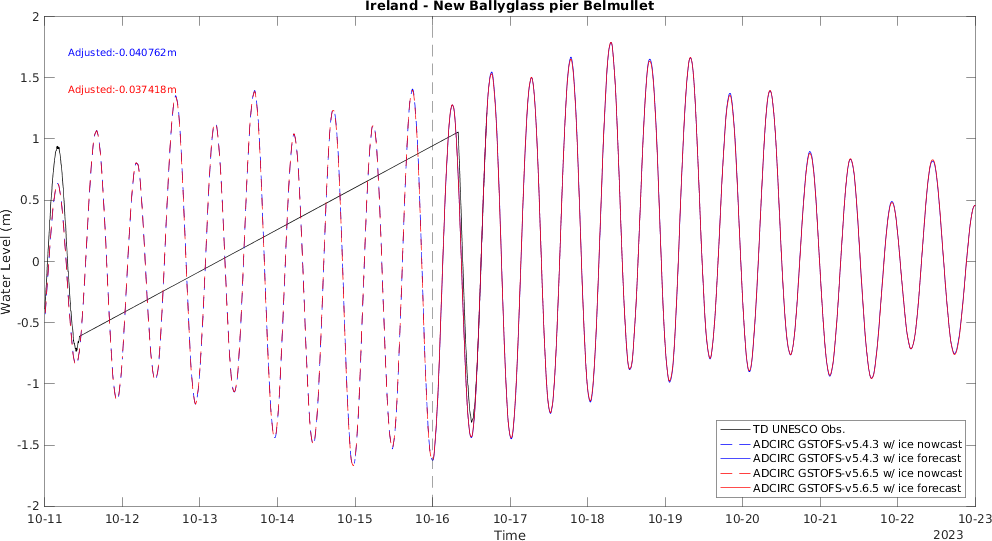 Ireland - New Ballyglass pier Belmullet
Adjusted:-0.040762m
Adjusted:-0.037418m
2
1.5
1
0.5
0
-0.5
-1
-1.5
-2
Water Level (m)
TD UNESCO Obs.
ADCIRC GSTOFS-v5.4.3 w/ ice nowcast
ADCIRC GSTOFS-v5.4.3 w/ ice forecast
ADCIRC GSTOFS-v5.6.5 w/ ice nowcast
ADCIRC GSTOFS-v5.6.5 w/ ice forecast
10-11 10-12 10-13 10-14 10-15 10-16 10-17 10-18 10-19 10-20 10-21 10-22 10-23
Time
2023